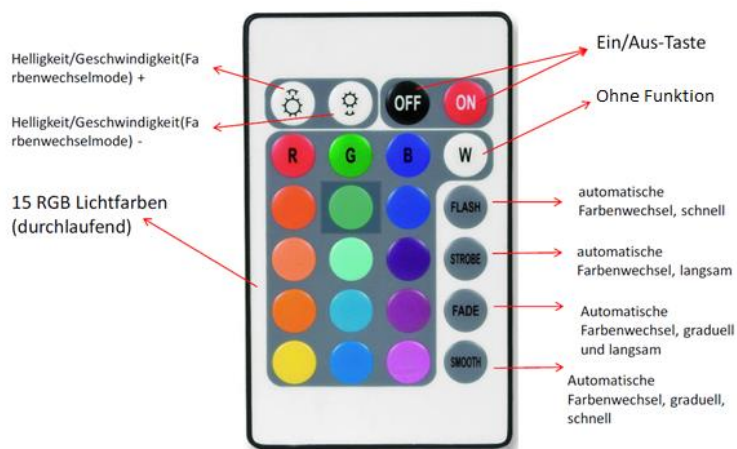 Helligkeit/Geschwindigkeit(Fa
rbenwechselmode) +
Helligkeit/Geschwindigkeit(Fa
rbenwechselmode) -
15 RGB Lichtfarben
(durchlaufend)
OFF ON
R G B W
FLASH
STROBE
FADE
SMOOTH
Ein/Aus-Taste
Ohne Funktion
automatische
Farbenwechsel, schnell
automatische
Farbenwechsel, langsam
Automatische
Farbenwechsel, graduell
und langsam
Automatische
Farbenwechsel, graduell,
schnell